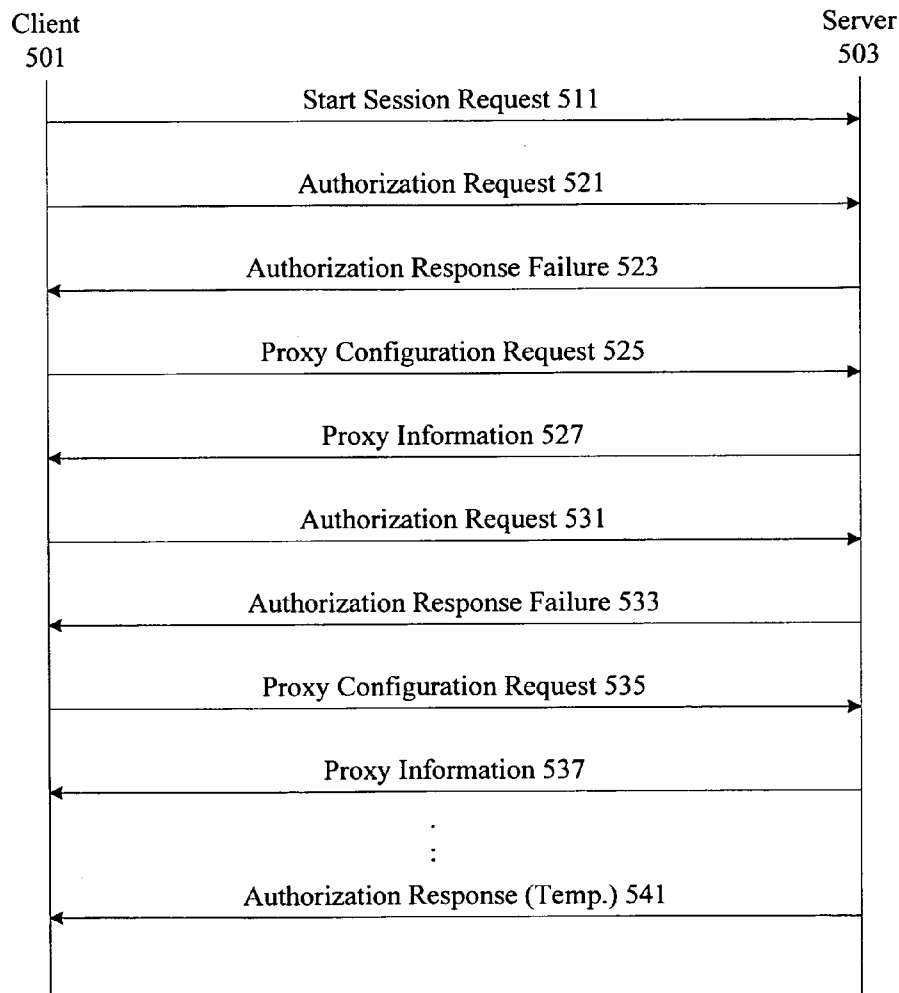 Client
501
Server
503
Start Session Request 511
Authorization Request 521
Authorization Response Failure 523
Proxy Configuration Request 525
Proxy Information 527
Authorization Request 531
Authorization Response Failure 533
Proxy Configuration Request 535
Proxy Information 537
Authorization Response (Temp.) 541